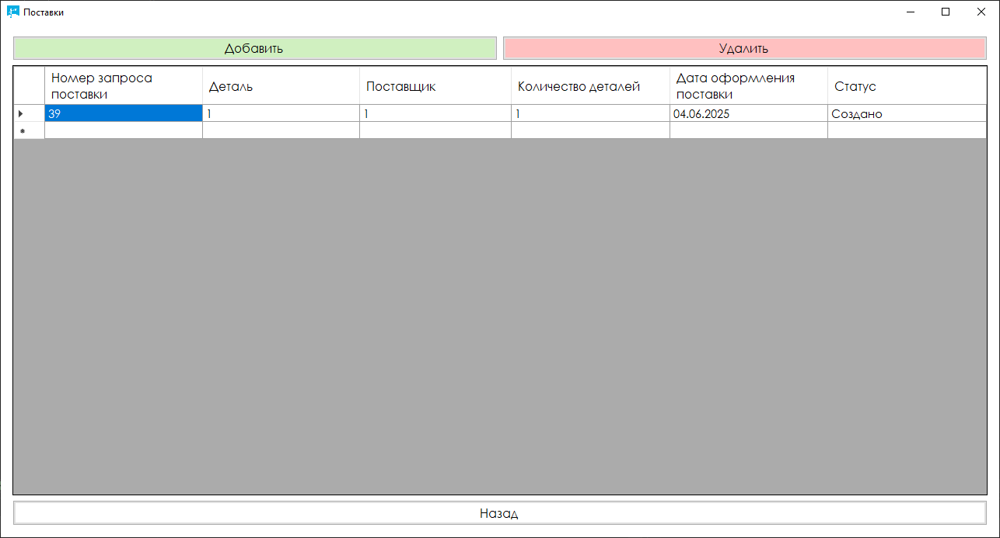 Поставки
Добавить
Удалить
Номер запроса
поставки
Деталь
Поставщик
Количество деталей
Дата оформления
поставки
Статус
39
1
1
1
04.06.2025
Создано
Назад